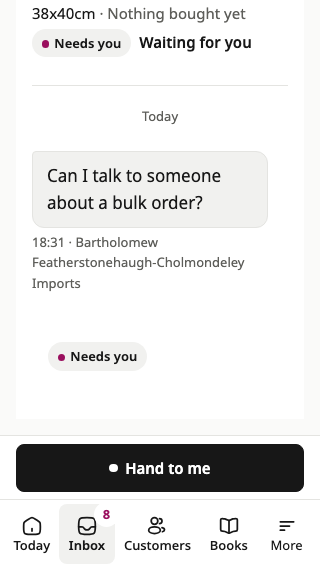 38x40cm · Nothing bought yet
Needs you Waiting for you
Today
Can I talk to someone
about a bulk order?
18:31 · Bartholomew
Featherstonehaugh-Cholmondeley
Imports
Needs you
Hand to me
8
Today Inbox Customers Books More